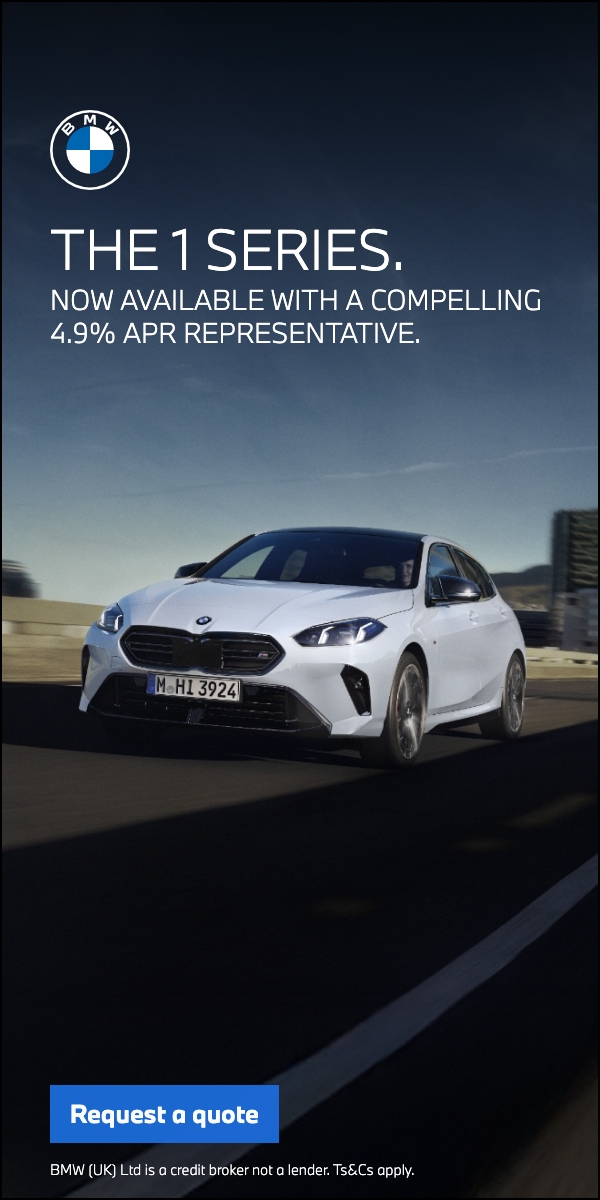 BMW
THE 1 SERIES.
NOW AVAILABLE WITH A COMPELLING
4.9% APR REPRESENTATIVE.
M HI 3924
Request a quote
BMW (UK) Ltd is a credit broker not a lender. Ts&Cs apply.